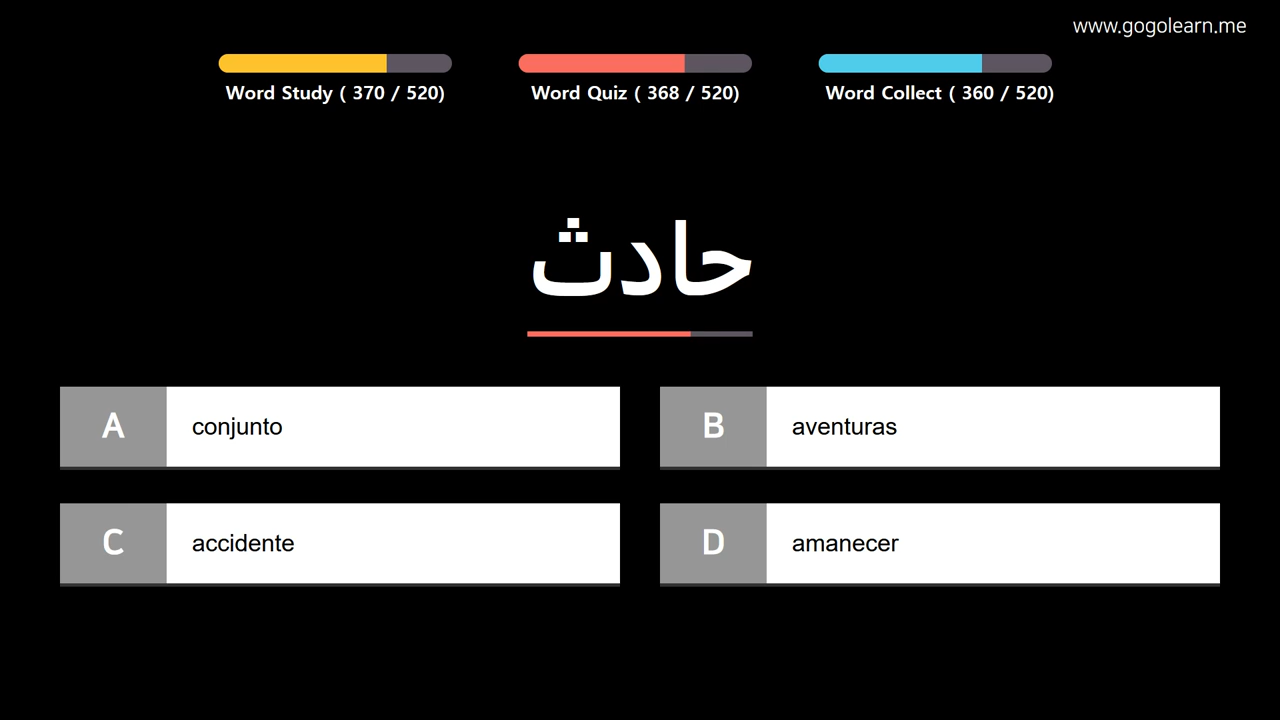 www.gogolearn.me
Word Study ( 370 / 520)
Word Quiz ( 368 / 520)
Word Collect ( 360 / 520)
حادث
A conjunto
B aventuras
C accidente
D amanecer